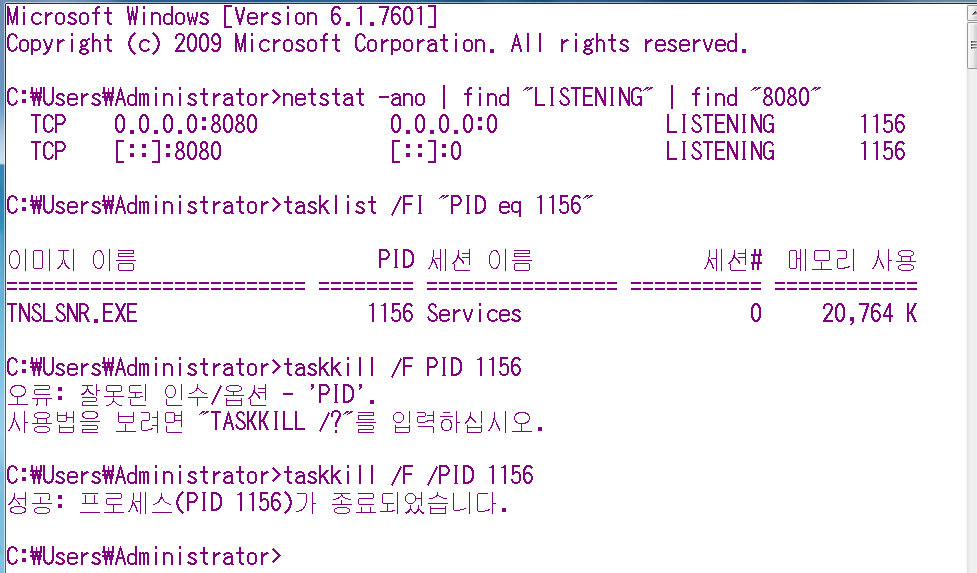 Microsoft Windows [Version 6.1.7601]
Copyright (c) 2009 Microsoft Corporation. All rights reserved.
C:₩Users₩Administrator>netstat -ano | find "LISTENING" | find "8080"
TCP 0.0.0.0:8080 0.0.0.0:0 LISTENING 1156
TCP [::]:8080 [::]:0 LISTENING 1156
C:₩Users₩Administrator>tasklist /FI "PID eq 1156"
이미지 이름 PID 세션 이름 세션# 메모리 사용
========================= ======== ================ =========== ============
TNSLSNR.EXE 1156 Services 0 20,764 K
C:₩Users₩Administrator>taskkill /F PID 1156
오류: 잘못된 인수/옵션 - 'PID'.
사용법을 보려면 "TASKKILL /?"를 입력하십시오.
C:₩Users₩Administrator>taskkill /F /PID 1156
성공: 프로세스(PID 1156)가 종료되었습니다.
C:₩Users₩Administrator>